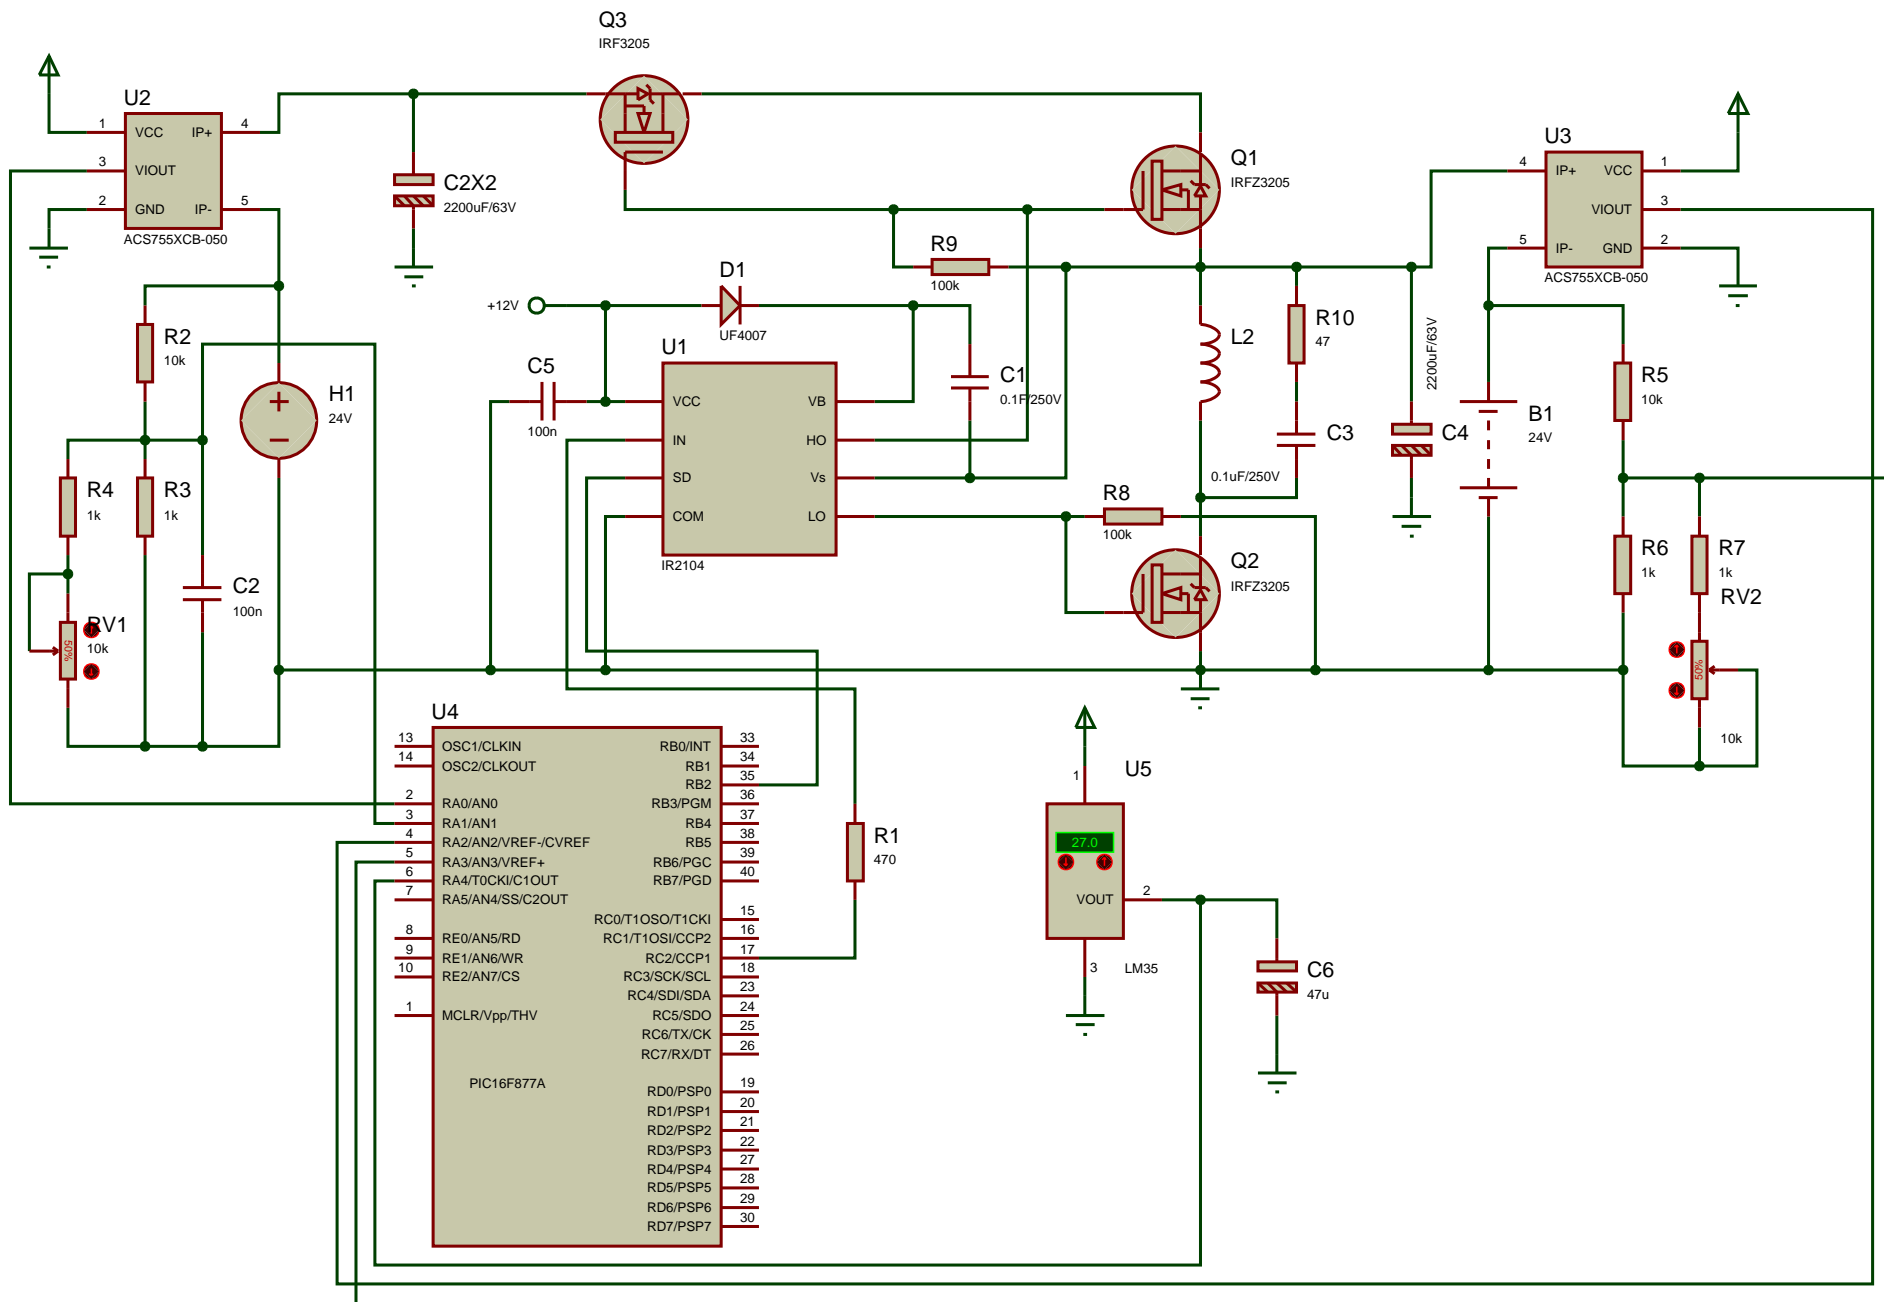 Q3
IRF3205
U2
1 VCC IP+ 4
3 VIOUT
2 GND IP- 5
ACS755XCB-050
C2X2
2200uF/63V
Q1
IRFZ3205
U3
4 IP+ VCC 1
VIOUT 3
5 IP- GND 2
ACS755XCB-050
R9
100k
D1
UF4007
+12V
R2
10k
H1
24V
C5
100n
U1
VCC VB
IN HO
SD Vs
COM LO
IR2104
C1
0.1F/250V
L2
R10
47
C3
0.1uF/250V
2200uF/63V
C4
B1
24V
R5
10k
R4
1k
R3
1k
C2
100n
RV1
10k
50%
R8
100k
Q2
IRFZ3205
R6
1k
R7
1k
RV2
50%
10k
U4
13 OSC1/CLKIN RB0/INT 33
14 OSC2/CLKOUT RB1 34
RB2 35
2 RA0/AN0 RB3/PGM 36
3 RA1/AN1 RB4 37
4 RA2/AN2/VREF-/CVREF RB5 38
5 RA3/AN3/VREF+ RB6/PGC 39
6 RA4/T0CKI/C1OUT RB7/PGD 40
7 RA5/AN4/SS/C2OUT
RC0/T1OSO/T1CKI 15
8 RE0/AN5/RD RC1/T1OSI/CCP2 16
9 RE1/AN6/WR RC2/CCP1 17
10 RE2/AN7/CS RC3/SCK/SCL 18
RC4/SDI/SDA 23
1 MCLR/Vpp/THV RC5/SDO 24
RC6/TX/CK 25
RC7/RX/DT 26
PIC16F877A
RD0/PSP0 19
RD1/PSP1 20
RD2/PSP2 21
RD3/PSP3 22
RD4/PSP4 27
RD5/PSP5 28
RD6/PSP6 29
RD7/PSP7 30
R1
470
U5
1
27.0
VOUT 2
3
LM35
C6
47u